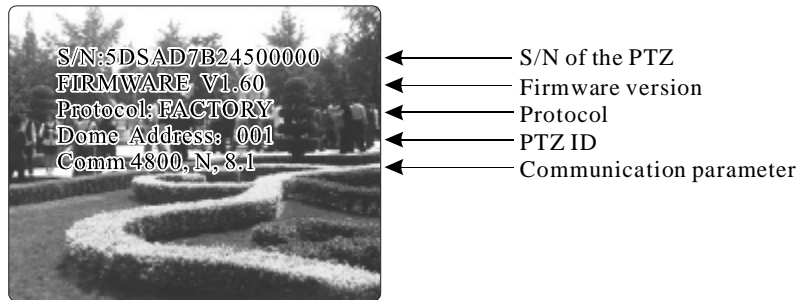 S/N:5DSAD7B24500000
FIRMWARE V1.60
Protocol: FACTORY
Dome Address: 001
Comm 4800, N, 8.1
S/N of the PTZ
Firmware version
Protocol
PTZ ID
Communication parameter